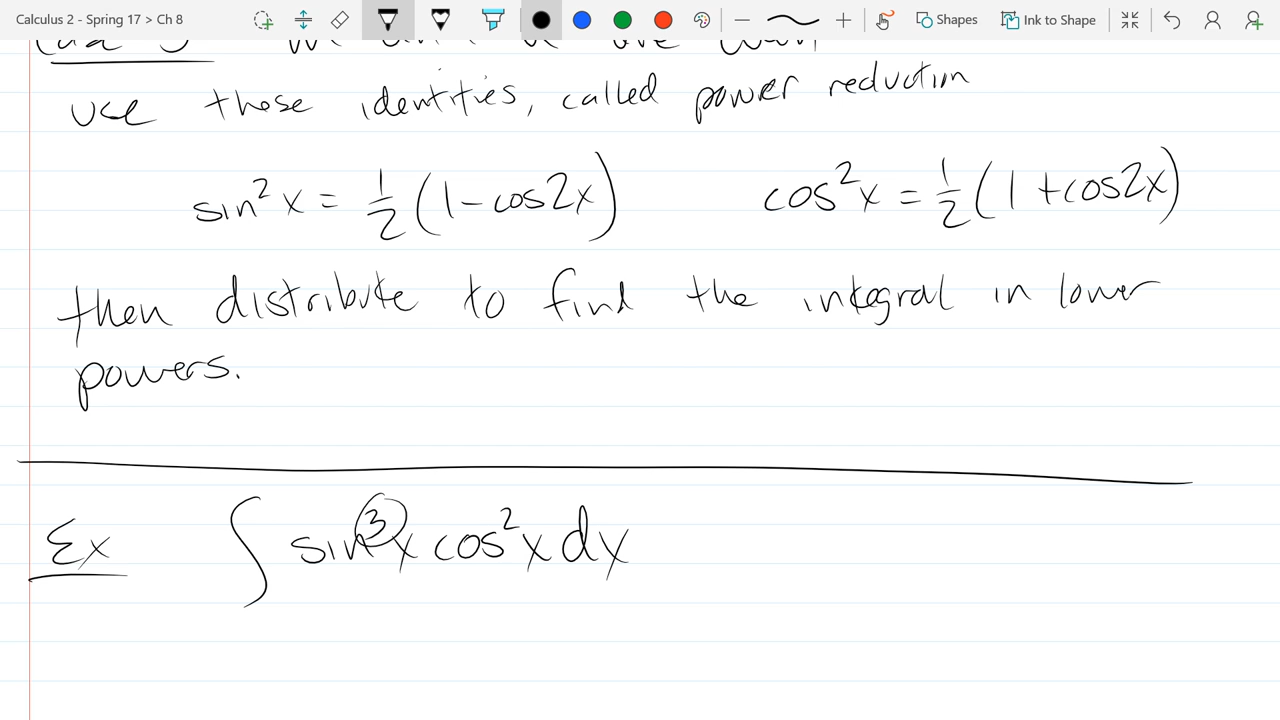 Calculus 2 - Spring 17 > Ch 8
Shapes
Ink to Shape
use these identities, called power reduction
sin²x = 1/2 (1 - cos2x) cos²x = 1/2 (1 + cos2x)
then distribute to find the integral in lower
powers.
Ex ∫ sin³x cos²x dx